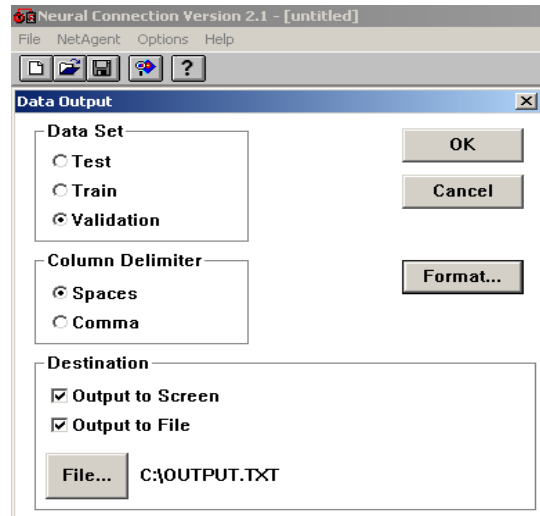 Neural Connection Version 2.1 - [untitled]
File NetAgent Options Help
?
Data Output
Data Set
Test
Train
Validation
OK
Cancel
Column Delimiter
Spaces
Comma
Format...
Destination
Output to Screen
Output to File
File... C:\OUTPUT.TXT